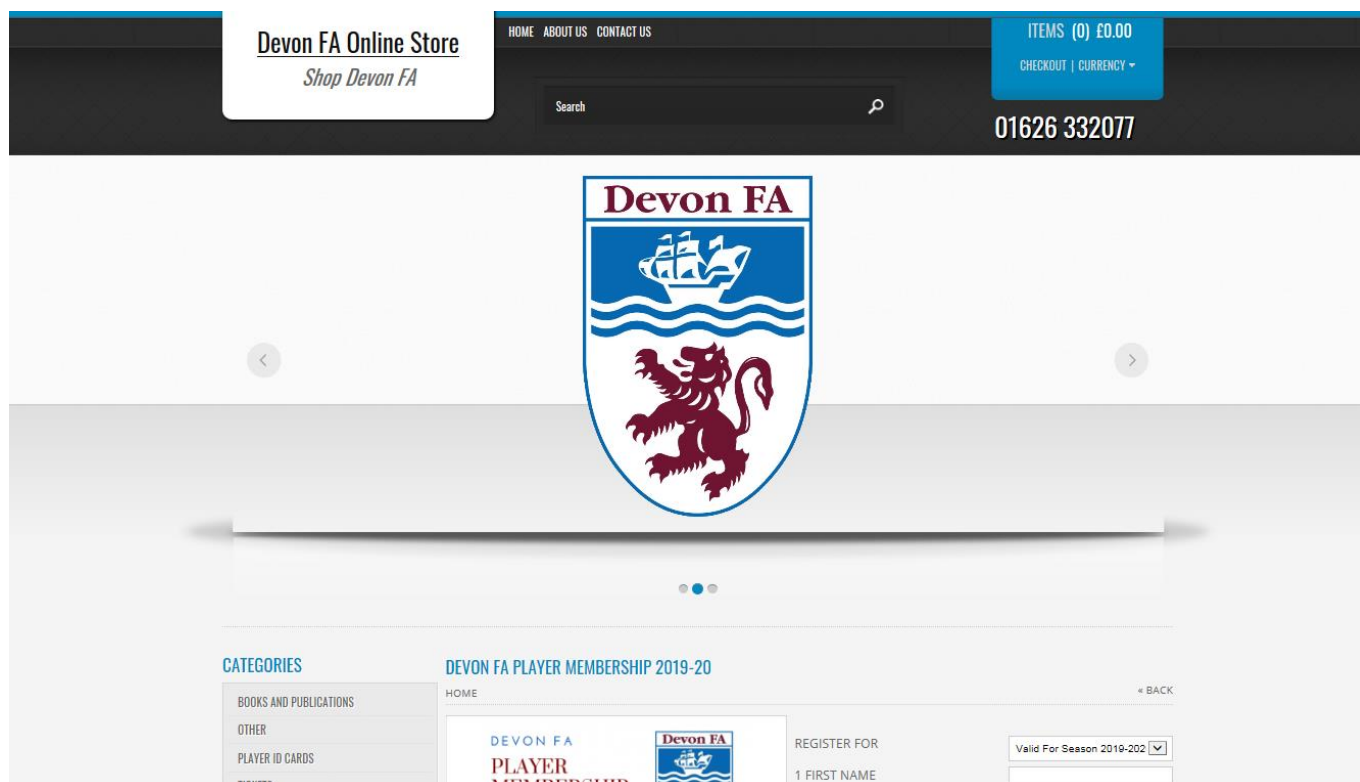 Devon FA Online Store
Shop Devon FA
HOME ABOUT US CONTACT US
Search
ITEMS (0) £0.00
CHECKOUT | CURRENCY
01626 332077
Devon FA
CATEGORIES
BOOKS AND PUBLICATIONS
OTHER
PLAYER ID CARDS
TICKETS
DEVON FA PLAYER MEMBERSHIP 2019-20
HOME
« BACK
DEVON FA
PLAYER
MEMBERSHIP
Devon FA
REGISTER FOR
Valid For Season 2019-202
1 FIRST NAME